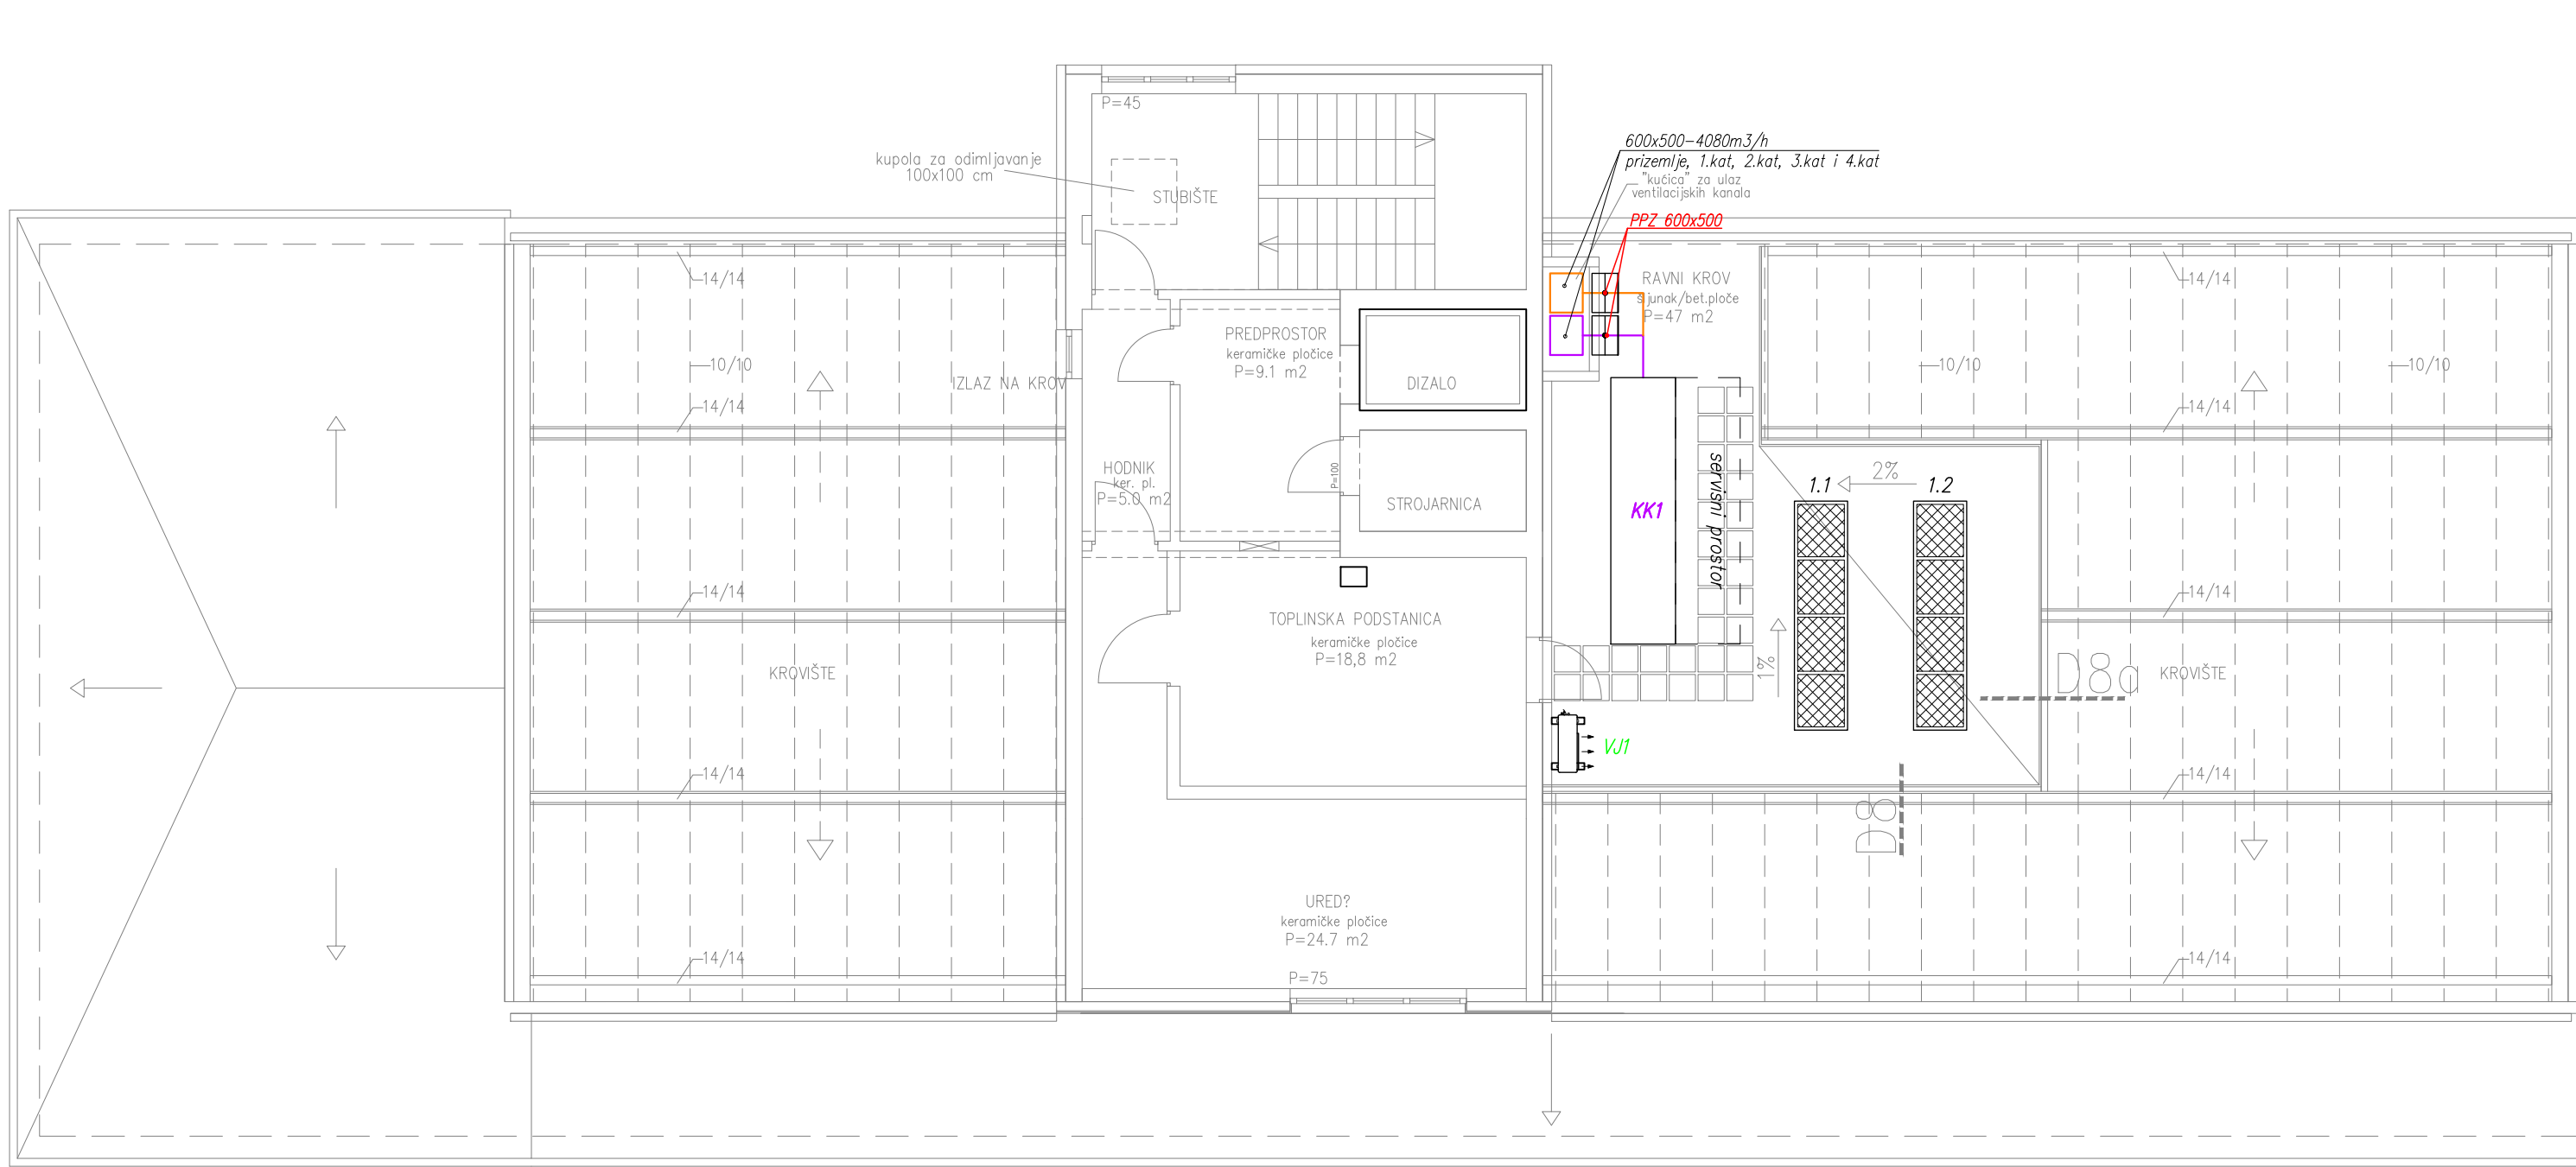 P=45
600x500-4080m3/h
prizemlje, 1.kat, 2.kat, 3.kat i 4.kat
kupola za odimljavanje
100x100 cm
"kućica" za ulaz
ventilacijskih kanala
STUBIŠTE
PPZ 600x500
14/14
RAVNI KROV
šljunak/bet.ploče
P=47 m2
14/14
PREDPROSTOR
keramičke pločice
P=9.1 m2
10/10
10/10
10/10
IZLAZ NA KROV
DIZALO
14/14
14/14
HODNIK
ker. pl.
P=5.0 m2
P=100
STROJARNICA
KK1
servisni prostor
1.1
2%
1.2
14/14
14/14
TOPLINSKA PODSTANICA
keramičke pločice
P=18,8 m2
1%
KROVIŠTE
D8d
KROVIŠTE
VJ1
14/14
14/14
D8
URED?
keramičke pločice
P=24.7 m2
14/14
14/14
P=75